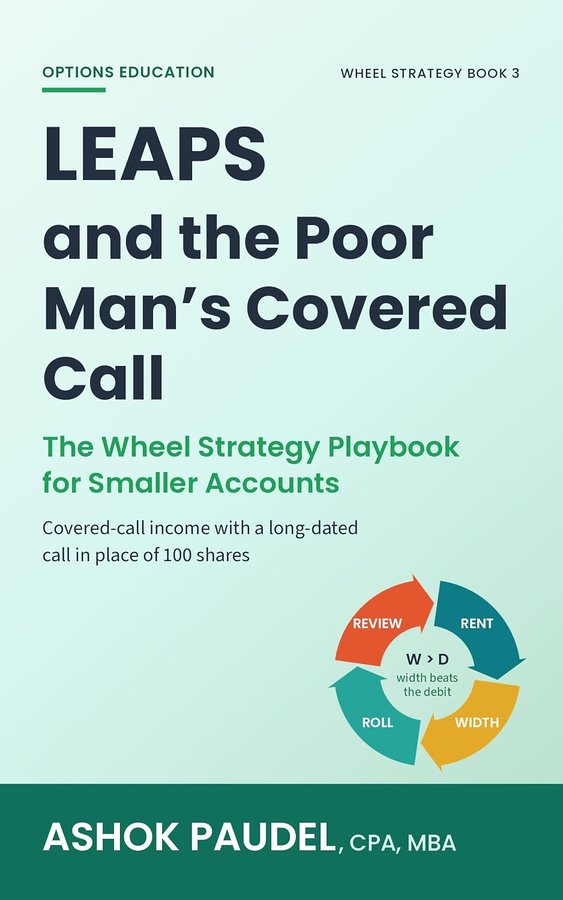 OPTIONS EDUCATION
WHEEL STRATEGY BOOK 3
LEAPS
and the Poor
Man’s Covered
Call
The Wheel Strategy Playbook
for Smaller Accounts
Covered-call income with a long-dated
call in place of 100 shares
REVIEW
RENT
W > D
width beats
the debit
ROLL
WIDTH
ASHOK PAUDEL, CPA, MBA